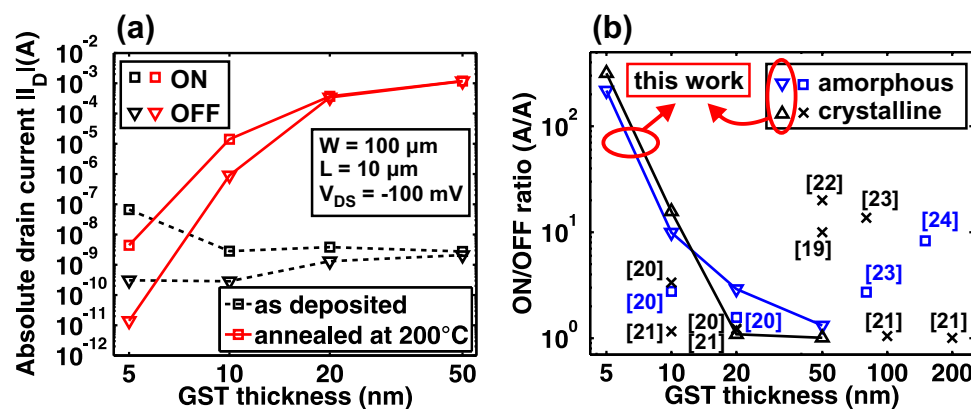 (a)
Absolute drain current |I_D|(A)
10^-2
10^-3
10^-4
10^-5
10^-6
10^-7
10^-8
10^-9
10^-10
10^-11
10^-12
ON
OFF
W = 100 µm
L = 10 µm
V_DS = -100 mV
as deposited
annealed at 200°C
5 10 20 50
GST thickness (nm)
(b)
ON/OFF ratio (A/A)
10^2
10^1
10^0
this work
amorphous
crystalline
[22]
[23]
[24]
[19]
[20]
[23]
[20]
[21]
[20]
[21]
[20]
[21]
[21]
5 10 20 50 100 200
GST thickness (nm)